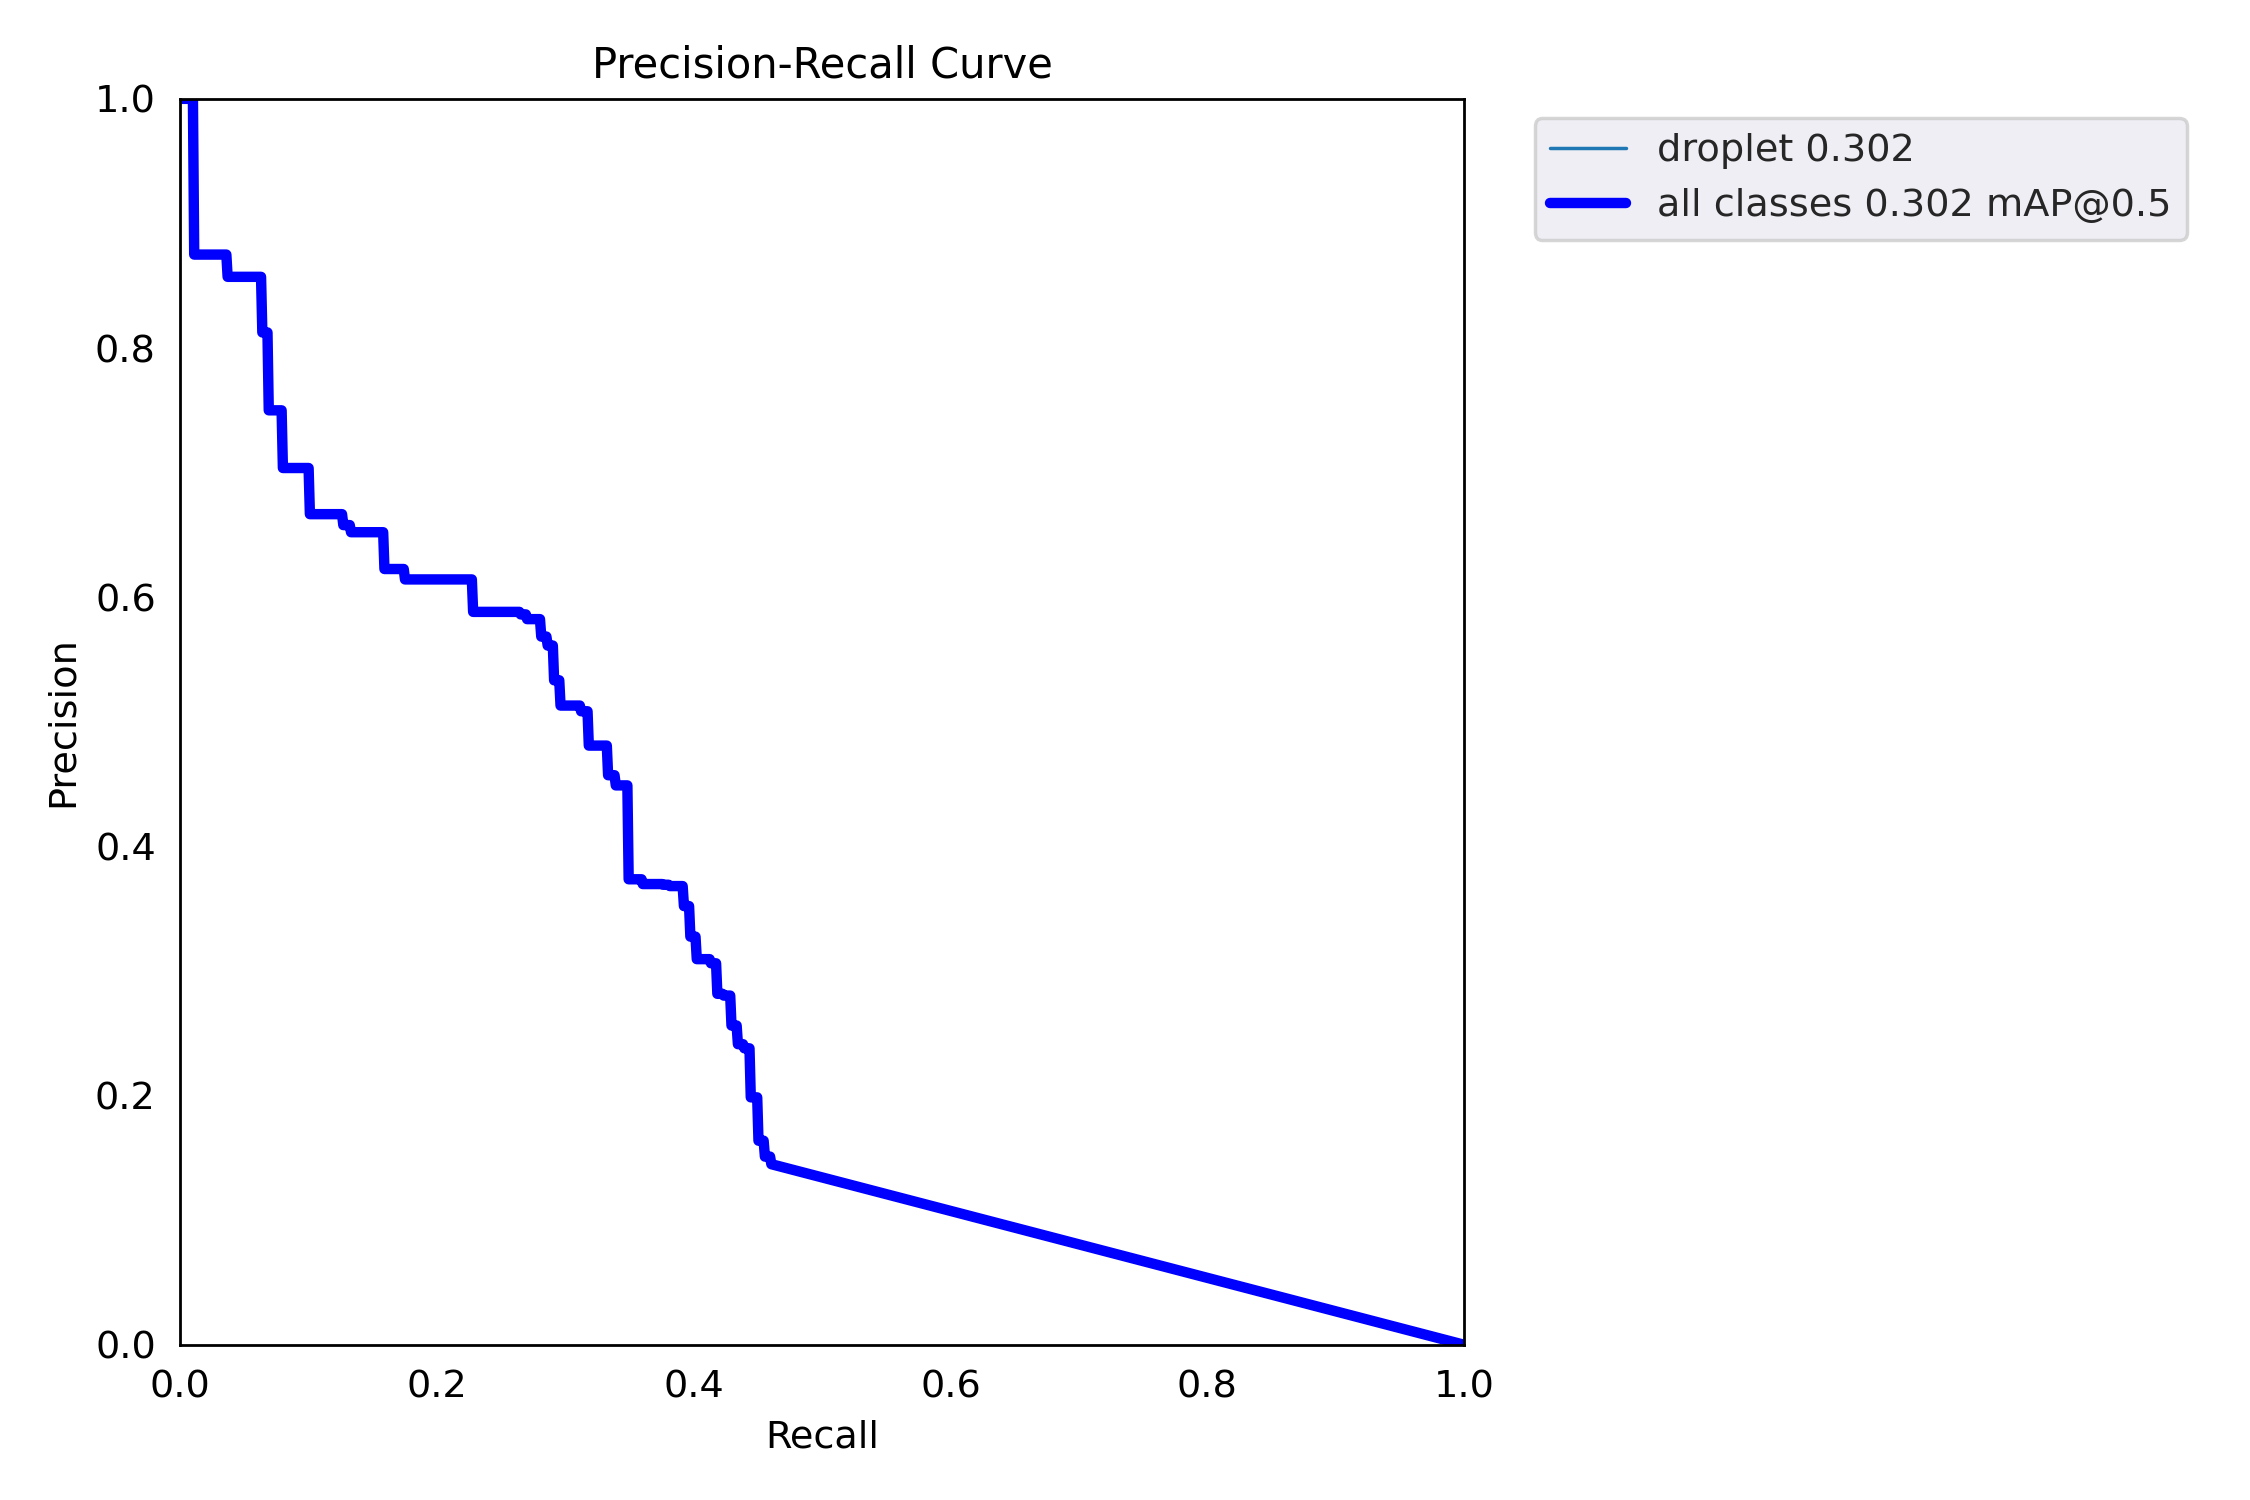 Precision-Recall Curve
droplet 0.302
all classes 0.302 mAP@0.5
Precision
1.0
0.8
0.6
0.4
0.2
0.0
0.0 0.2 0.4 0.6 0.8 1.0
Recall